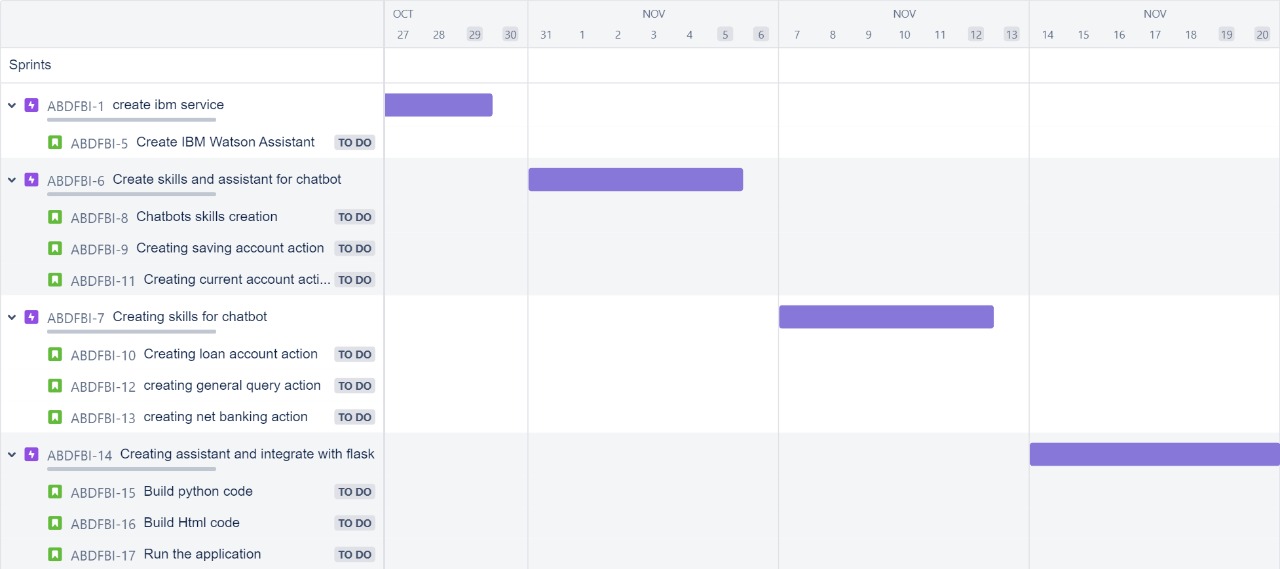 OCT NOV NOV NOV
27 28 29 30 31 1 2 3 4 5 6 7 8 9 10 11 12 13 14 15 16 17 18 19 20
Sprints
ABDFBI-1 create ibm service
ABDFBI-5 Create IBM Watson Assistant TO DO
ABDFBI-6 Create skills and assistant for chatbot
ABDFBI-8 Chatbots skills creation TO DO
ABDFBI-9 Creating saving account action TO DO
ABDFBI-11 Creating current account acti... TO DO
ABDFBI-7 Creating skills for chatbot
ABDFBI-10 Creating loan account action TO DO
ABDFBI-12 creating general query action TO DO
ABDFBI-13 creating net banking action TO DO
ABDFBI-14 Creating assistant and integrate with flask
ABDFBI-15 Build python code TO DO
ABDFBI-16 Build Html code TO DO
ABDFBI-17 Run the application TO DO